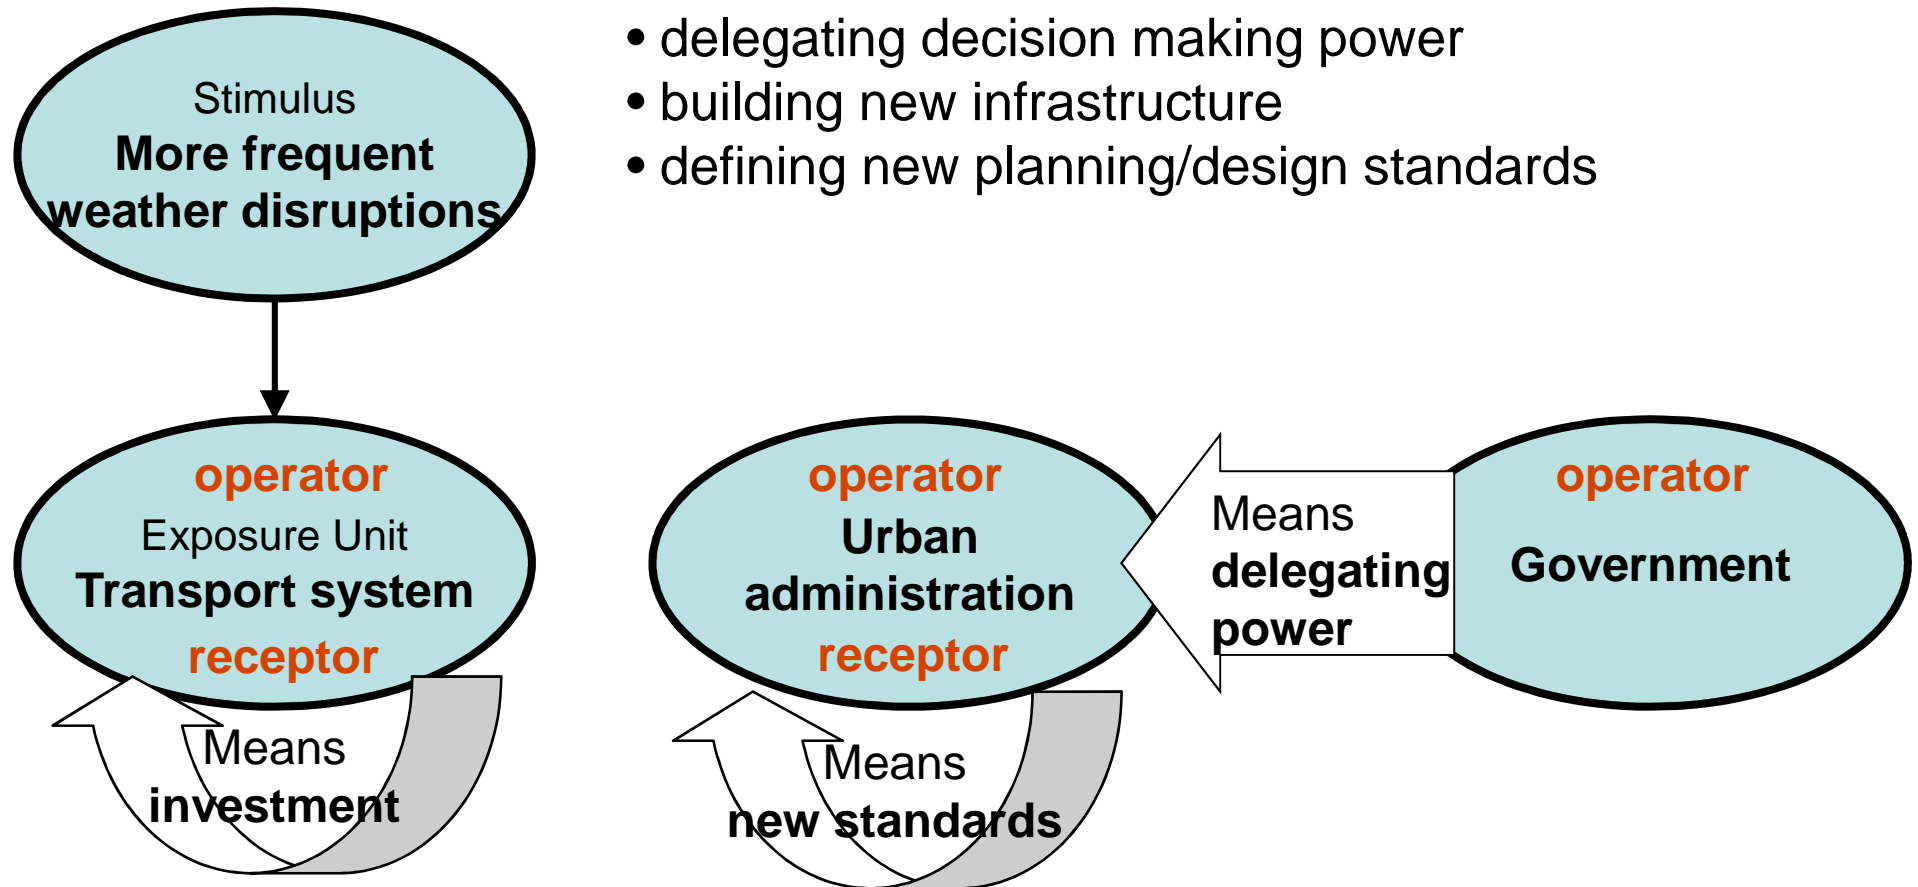 • delegating decision making power
• building new infrastructure
• defining new planning/design standards
Stimulus
More frequent
weather disruptions
operator
Exposure Unit
Transport system
receptor
Means
investment
operator
Urban
administration
receptor
Means
new standards
Means
delegating
power
operator
Government